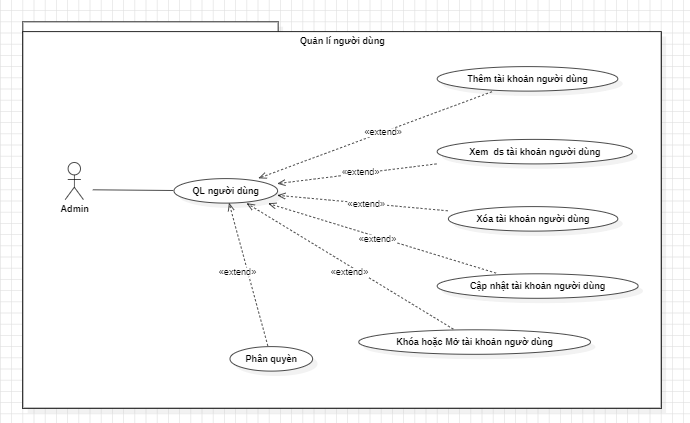 Quản lí người dùng
Thêm tài khoản người dùng
«extend»
Xem ds tài khoản người dùng
«extend»
QL người dùng
«extend»
Admin
Xóa tài khoản người dùng
«extend»
«extend»
«extend»
Cập nhật tài khoản người dùng
Khóa hoặc Mở tài khoản ngườ dùng
Phân quyền